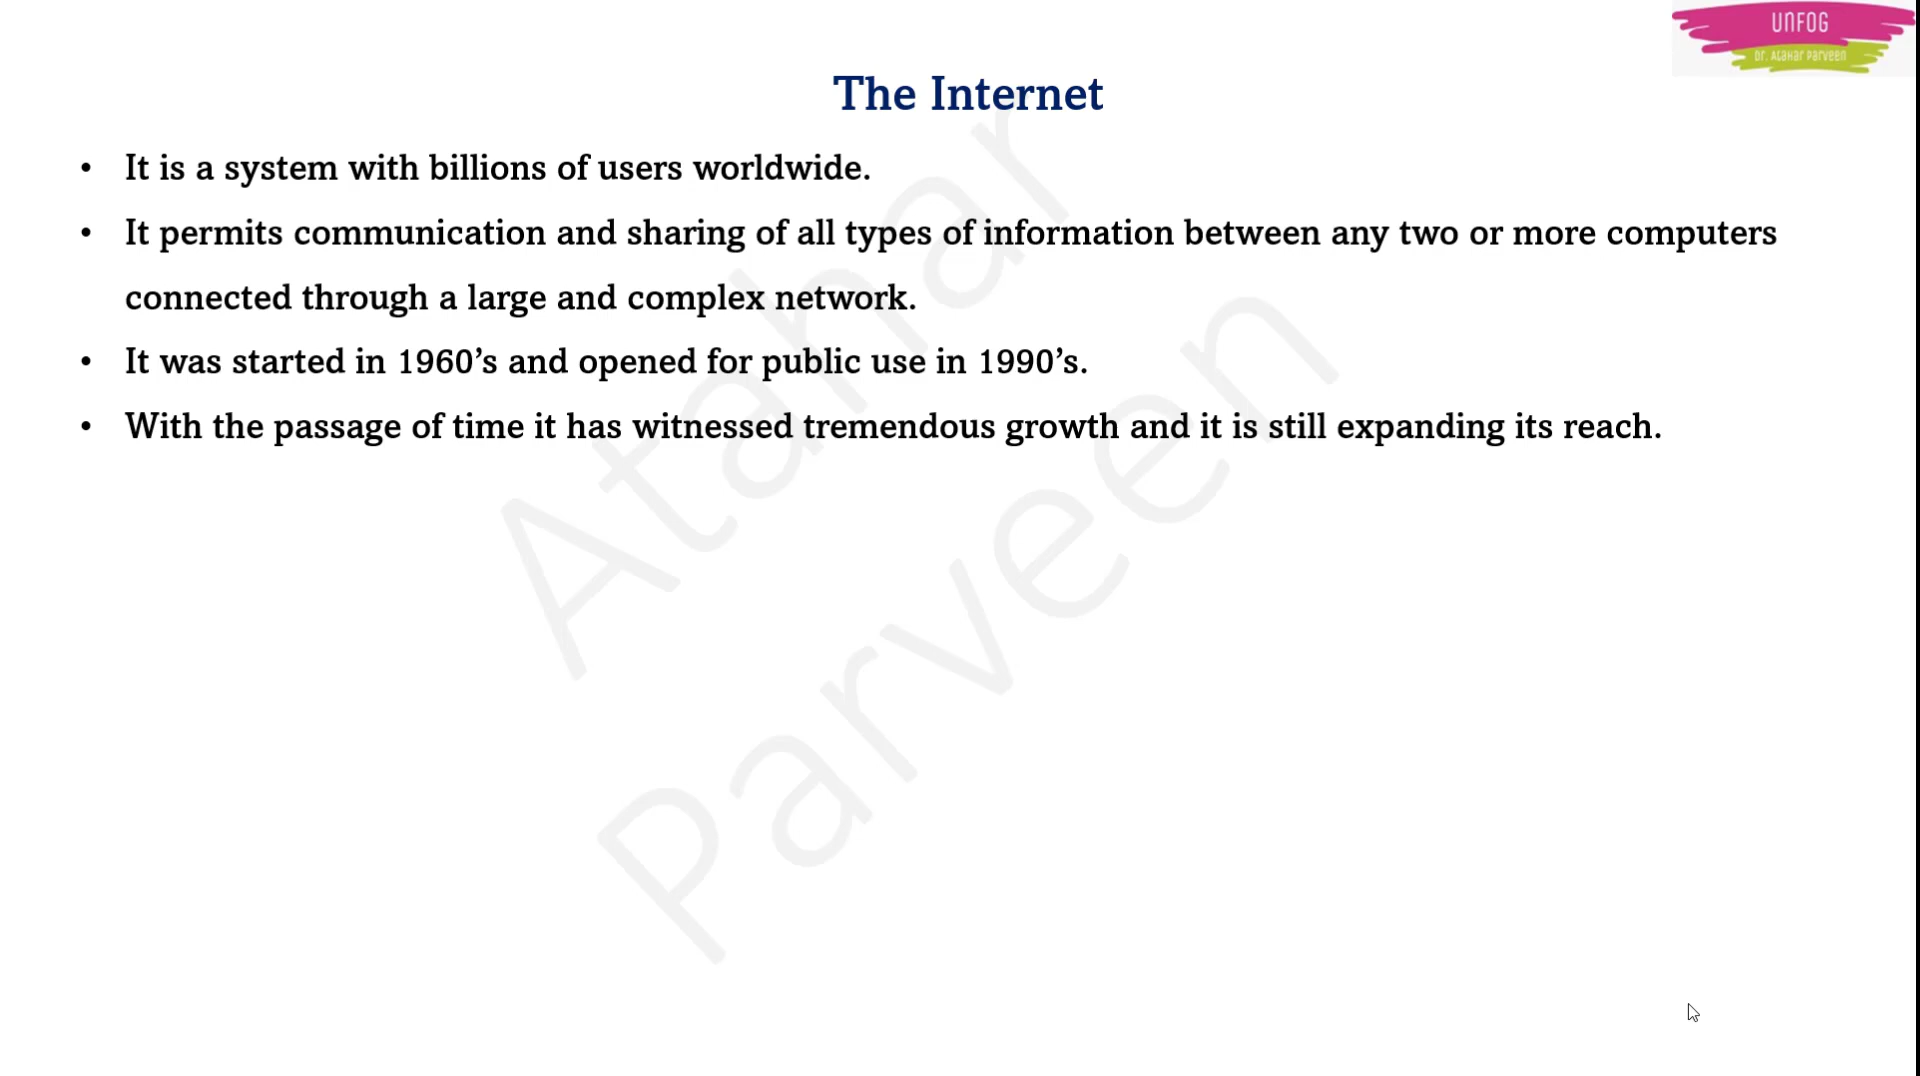 UNFOG
Dr. Atahar Parveen
The Internet
• It is a system with billions of users worldwide.
• It permits communication and sharing of all types of information between any two or more computers
connected through a large and complex network.
• It was started in 1960’s and opened for public use in 1990’s.
• With the passage of time it has witnessed tremendous growth and it is still expanding its reach.
Atahar
Parveen